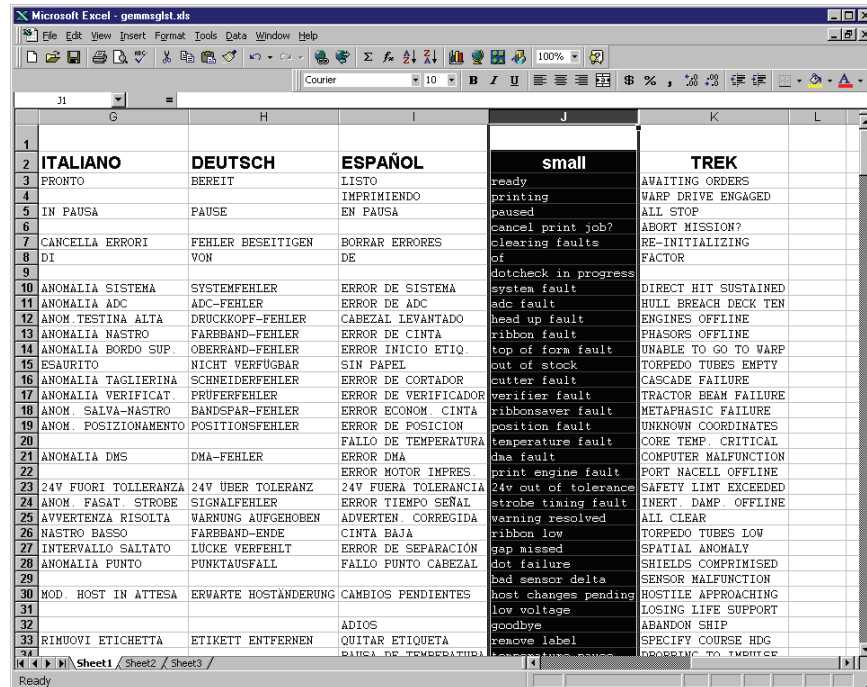 Microsoft Excel - gemmsglst.xls
File Edit View Insert Format Tools Data Window Help
100%
Courier 10 B I U $ % ,
J1 =
G H I J K L
1
2 ITALIANO DEUTSCH ESPAÑOL small TREK
3 PRONTO BEREIT LISTO ready AWAITING ORDERS
4 IMPRIMIENDO printing WARP DRIVE ENGAGED
5 IN PAUSA PAUSE EN PAUSA paused ALL STOP
6 cancel print job? ABORT MISSION?
7 CANCELLA ERRORI FEHLER BESEITIGEN BORRAR ERRORES clearing faults RE-INITIALIZING
8 DI VON DE of FACTOR
9 dotcheck in progress
10 ANOMALIA SISTEMA SYSTEMFEHLER ERROR DE SISTEMA system fault DIRECT HIT SUSTAINED
11 ANOMALIA ADC ADC-FEHLER ERROR DE ADC adc fault HULL BREACH DECK TEN
12 ANOM.TESTINA ALTA DRUCKKOPF-FEHLER CABEZAL LEVANTADO head up fault ENGINES OFFLINE
13 ANOMALIA NASTRO FARBBAND-FEHLER ERROR DE CINTA ribbon fault PHASORS OFFLINE
14 ANOMALIA BORDO SUP. OBERRAND-FEHLER ERROR INICIO ETIQ. top of form fault UNABLE TO GO TO WARP
15 ESAURITO NICHT VERFÜGBAR SIN PAPEL out of stock TORPEDO TUBES EMPTY
16 ANOMALIA TAGLIERINA SCHNEIDERFEHLER ERROR DE CORTADOR cutter fault CASCADE FAILURE
17 ANOMALIA VERIFICAT. PRÜFERFEHLER ERROR DE VERIFICADOR verifier fault TRACTOR BEAM FAILURE
18 ANOM. SALVA-NASTRO BANDSPAR-FEHLER ERROR ECONOM. CINTA ribbonsaver fault METAPHASIC FAILURE
19 ANOM. POSIZIONAMENTO POSITIONSFEHLER ERROR DE POSICION position fault UNKNOWN COORDINATES
20 FALLO DE TEMPERATURA temperature fault CORE TEMP. CRITICAL
21 ANOMALIA DMS DMA-FEHLER ERROR DMA dma fault COMPUTER MALFUNCTION
22 ERROR MOTOR IMPRES. print engine fault PORT NACELL OFFLINE
23 24V FUORI TOLLERANZA 24V ÜBER TOLERANZ 24V FUERA TOLERANCIA 24v out of tolerance SAFETY LIMT EXCEEDED
24 ANOM. FASAT. STROBE SIGNALFEHLER ERROR TIEMPO SEÑAL strobe timing fault INERT. DAMP. OFFLINE
25 AVVERTENZA RISOLTA WARNUNG AUFGEHOBEN ADVERTEN. CORREGIDA warning resolved ALL CLEAR
26 NASTRO BASSO FARBBAND-ENDE CINTA BAJA ribbon low TORPEDO TUBES LOW
27 INTERVALLO SALTATO LÜCKE VERFEHLT ERROR DE SEPARACIÓN gap missed SPATIAL ANOMALY
28 ANOMALIA PUNTO PUNKTAUSFALL FALLO PUNTO CABEZAL dot failure SHIELDS COMPRIMISED
29 bad sensor delta SENSOR MALFUNCTION
30 MOD. HOST IN ATTESA ERWARTE HOSTÄNDERUNG CAMBIOS PENDIENTES host changes pending HOSTILE APPROACHING
31 low voltage LOSING LIFE SUPPORT
32 ADIOS goodbye ABANDON SHIP
33 RIMUOVI ETICHETTA ETIKETT ENTFERNEN QUITAR ETIQUETA remove label SPECIFY COURSE HDG
34 PAUSA DE TEMPERATURA temperature pause DROPPING TO IMPULSE
Sheet1 Sheet2 Sheet3
Ready